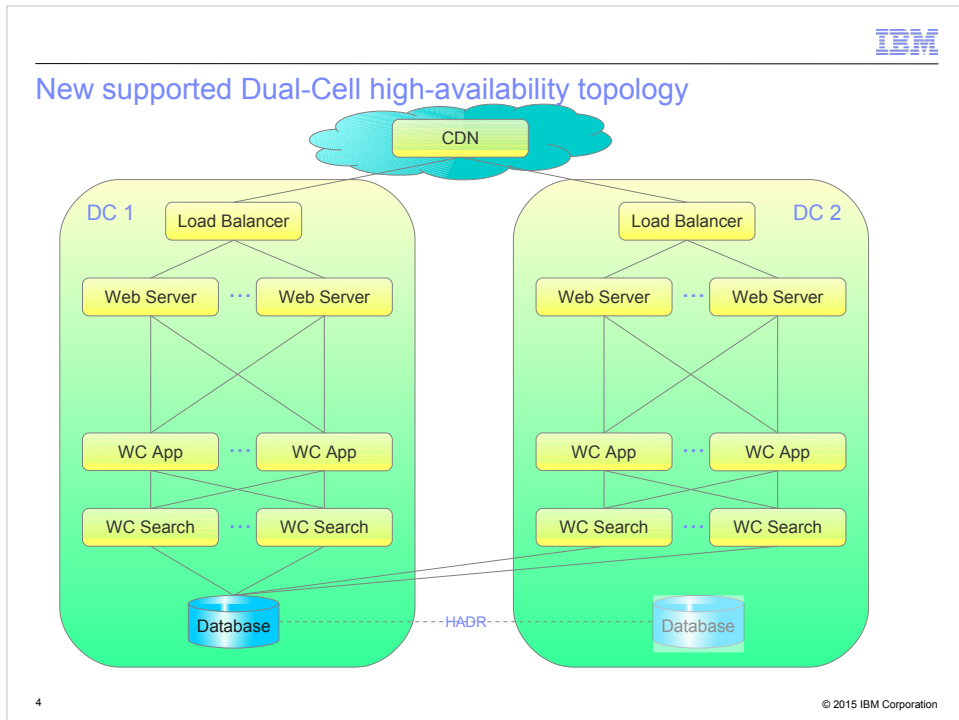 IBM
New supported Dual-Cell high-availability topology
CDN
DC 1
Load Balancer
Web Server ... Web Server
WC App ... WC App
WC Search ... WC Search
Database
HADR
DC 2
Load Balancer
Web Server ... Web Server
WC App ... WC App
WC Search ... WC Search
Database
4
© 2015 IBM Corporation